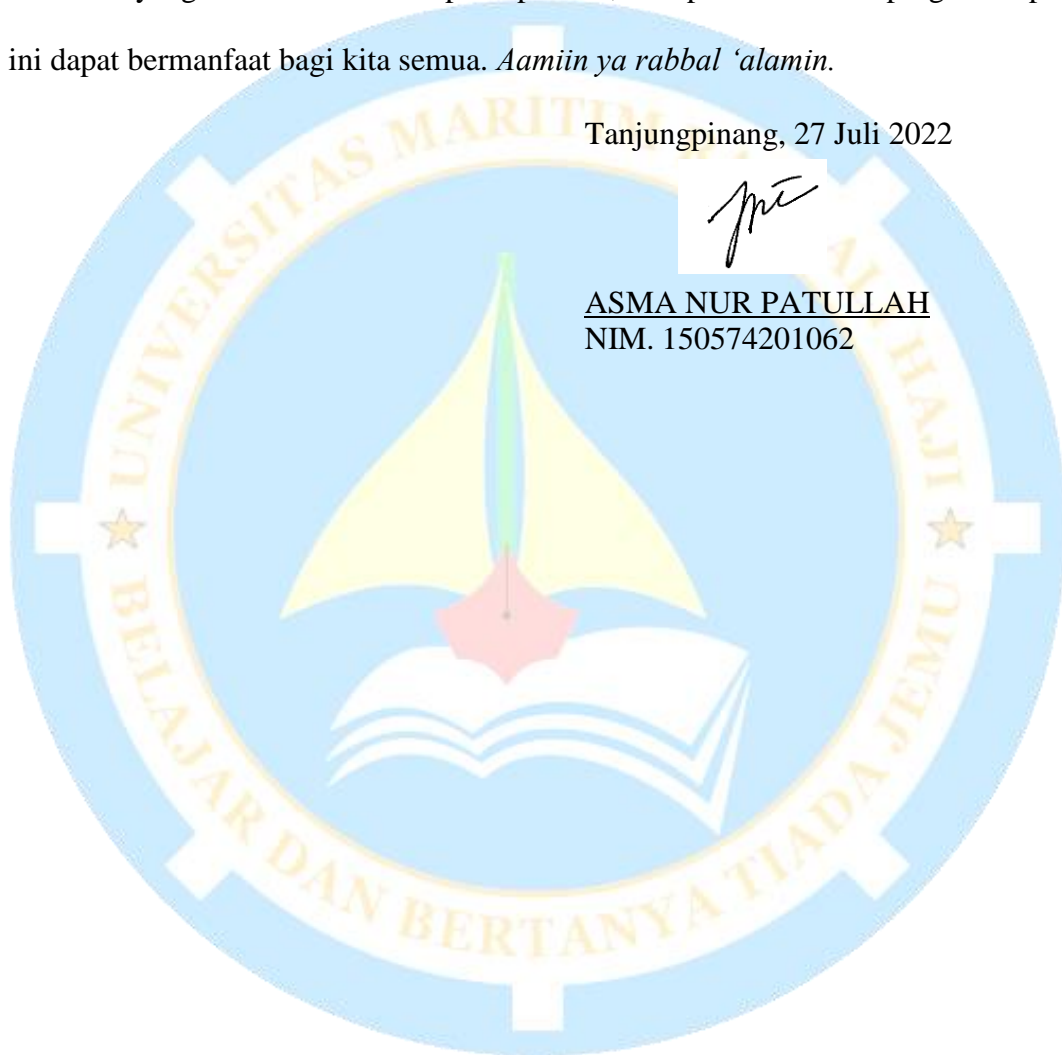 ini dapat bermanfaat bagi kita semua. Aamiin ya rabbal ‘alamin.
Tanjungpinang, 27 Juli 2022
ASMA NUR PATULLAH
NIM. 150574201062
UNIVERSITAS MARITIM ALI HAJI
BELAJAR DAN BERTANYA TIADA JEMU